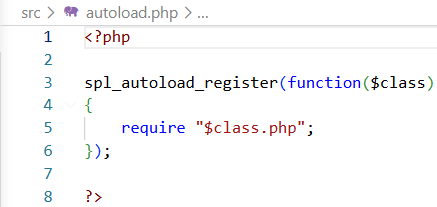 src > autoload.php > ...
1 <?php
2
3 spl_autoload_register(function($class)
4 {
5     require "$class.php";
6 });
7
8 ?>